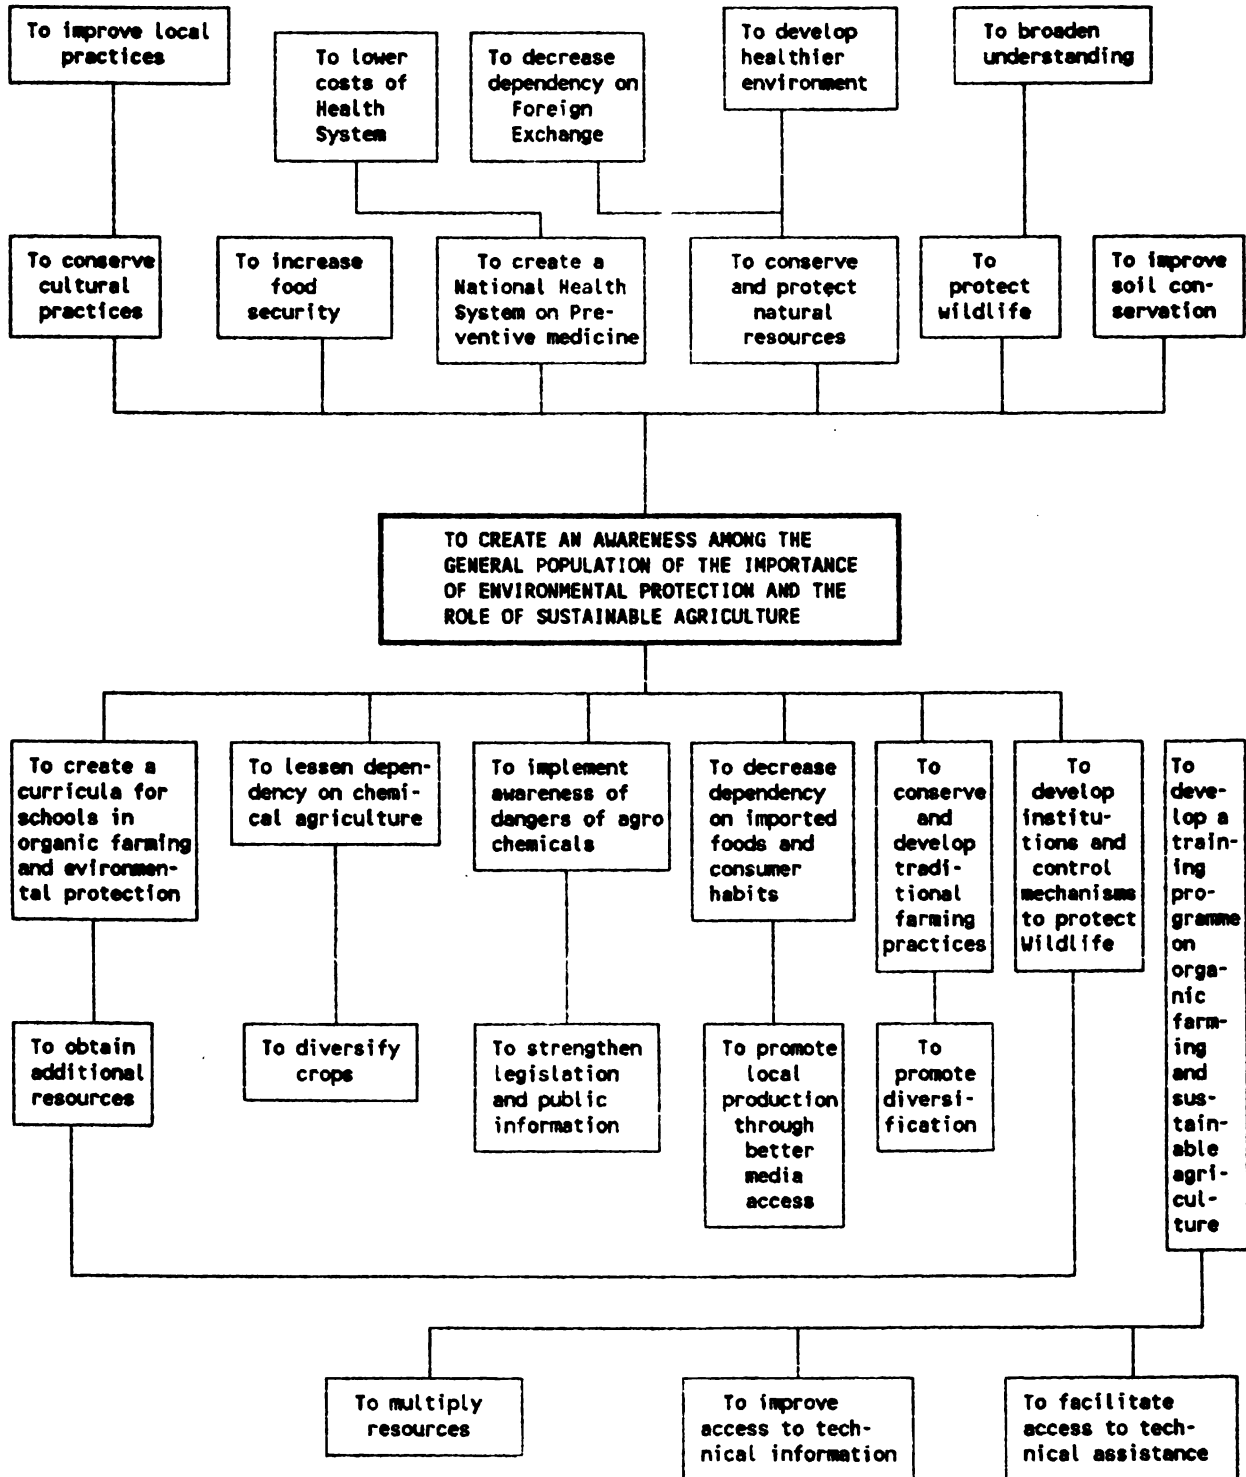 To improve local
practices
To lower
costs of
Health
System
To decrease
dependency on
Foreign
Exchange
To develop
healthier
environment
To broaden
understanding
To conserve
cultural
practices
To increase
food
security
To create a
National Health
System on Pre-
ventive medicine
To conserve
and protect
natural
resources
To
protect
wildlife
To improve
soil con-
servation
TO CREATE AN AWARENESS AMONG THE
GENERAL POPULATION OF THE IMPORTANCE
OF ENVIRONMENTAL PROTECTION AND THE
ROLE OF SUSTAINABLE AGRICULTURE
To create a
curricula for
schools in
organic farming
and evironmen-
tal protection
To lessen depen-
dency on chemi-
cal agriculture
To implement
awareness of
dangers of agro
chemicals
To decrease
dependency
on imported
foods and
consumer
habits
To
conserve
and
develop
tradi-
tional
farming
practices
To
develop
institu-
tions and
control
mechanisms
to protect
Wildlife
To
deve-
lop a
train-
ing
pro-
gramme
on
orga-
nic
farm-
ing
and
sus-
tain-
able
agri-
cul-
ture
To obtain
additional
resources
To diversify
crops
To strengthen
legislation
and public
information
To promote
local
production
through
better
media
access
To
promote
diversi-
fication
To multiply
resources
To improve
access to tech-
nical information
To facilitate
access to tech-
nical assistance